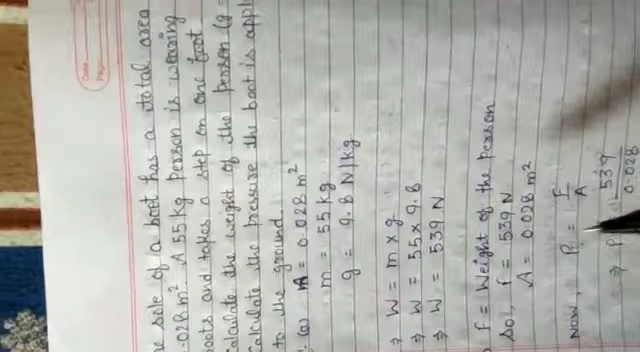 Date
Page
sole of a boot has a total area
.028 m². A 55 kg person is wearing
boots and takes a step on one foot
Calculate the weight of the person (g =
Calculate the pressure the boot is appl
to the ground.
(a) A = 0.028 m²
m = 55 kg
g = 9.8 N/kg
⇒ W = m × g
⇒ W = 55 × 9.8
⇒ W = 539 N
F = Weight of the person
So, F = 539 N
A = 0.028 m²
Now, P = F/A
⇒ P = 539/0.028